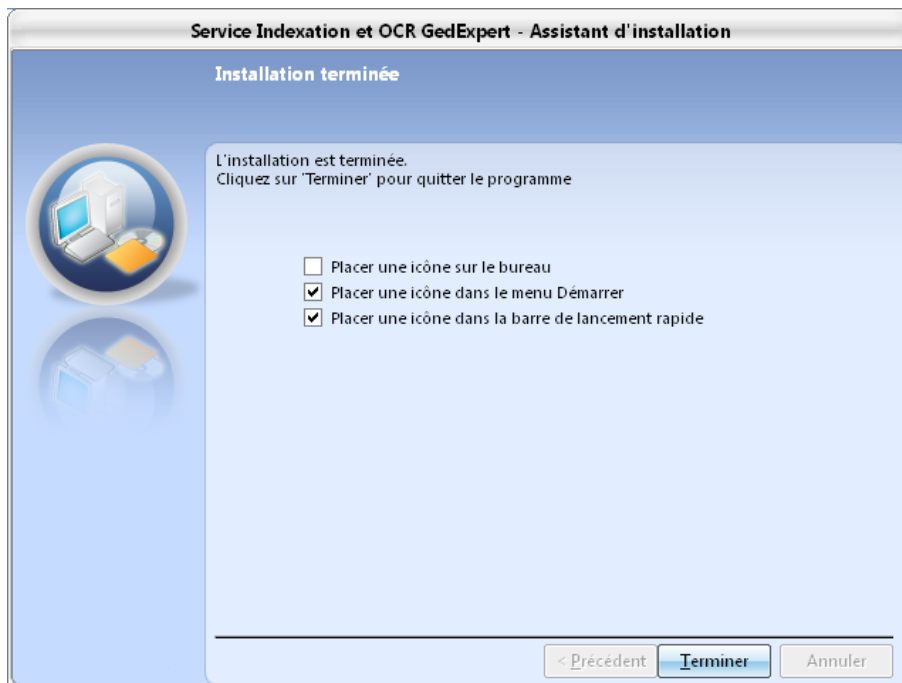 Service Indexation et OCR GedExpert - Assistant d'installation
Installation terminée
L'installation est terminée.
Cliquez sur 'Terminer' pour quitter le programme
Placer une icône sur le bureau
Placer une icône dans le menu Démarrer
Placer une icône dans la barre de lancement rapide
< Précédent Terminer Annuler